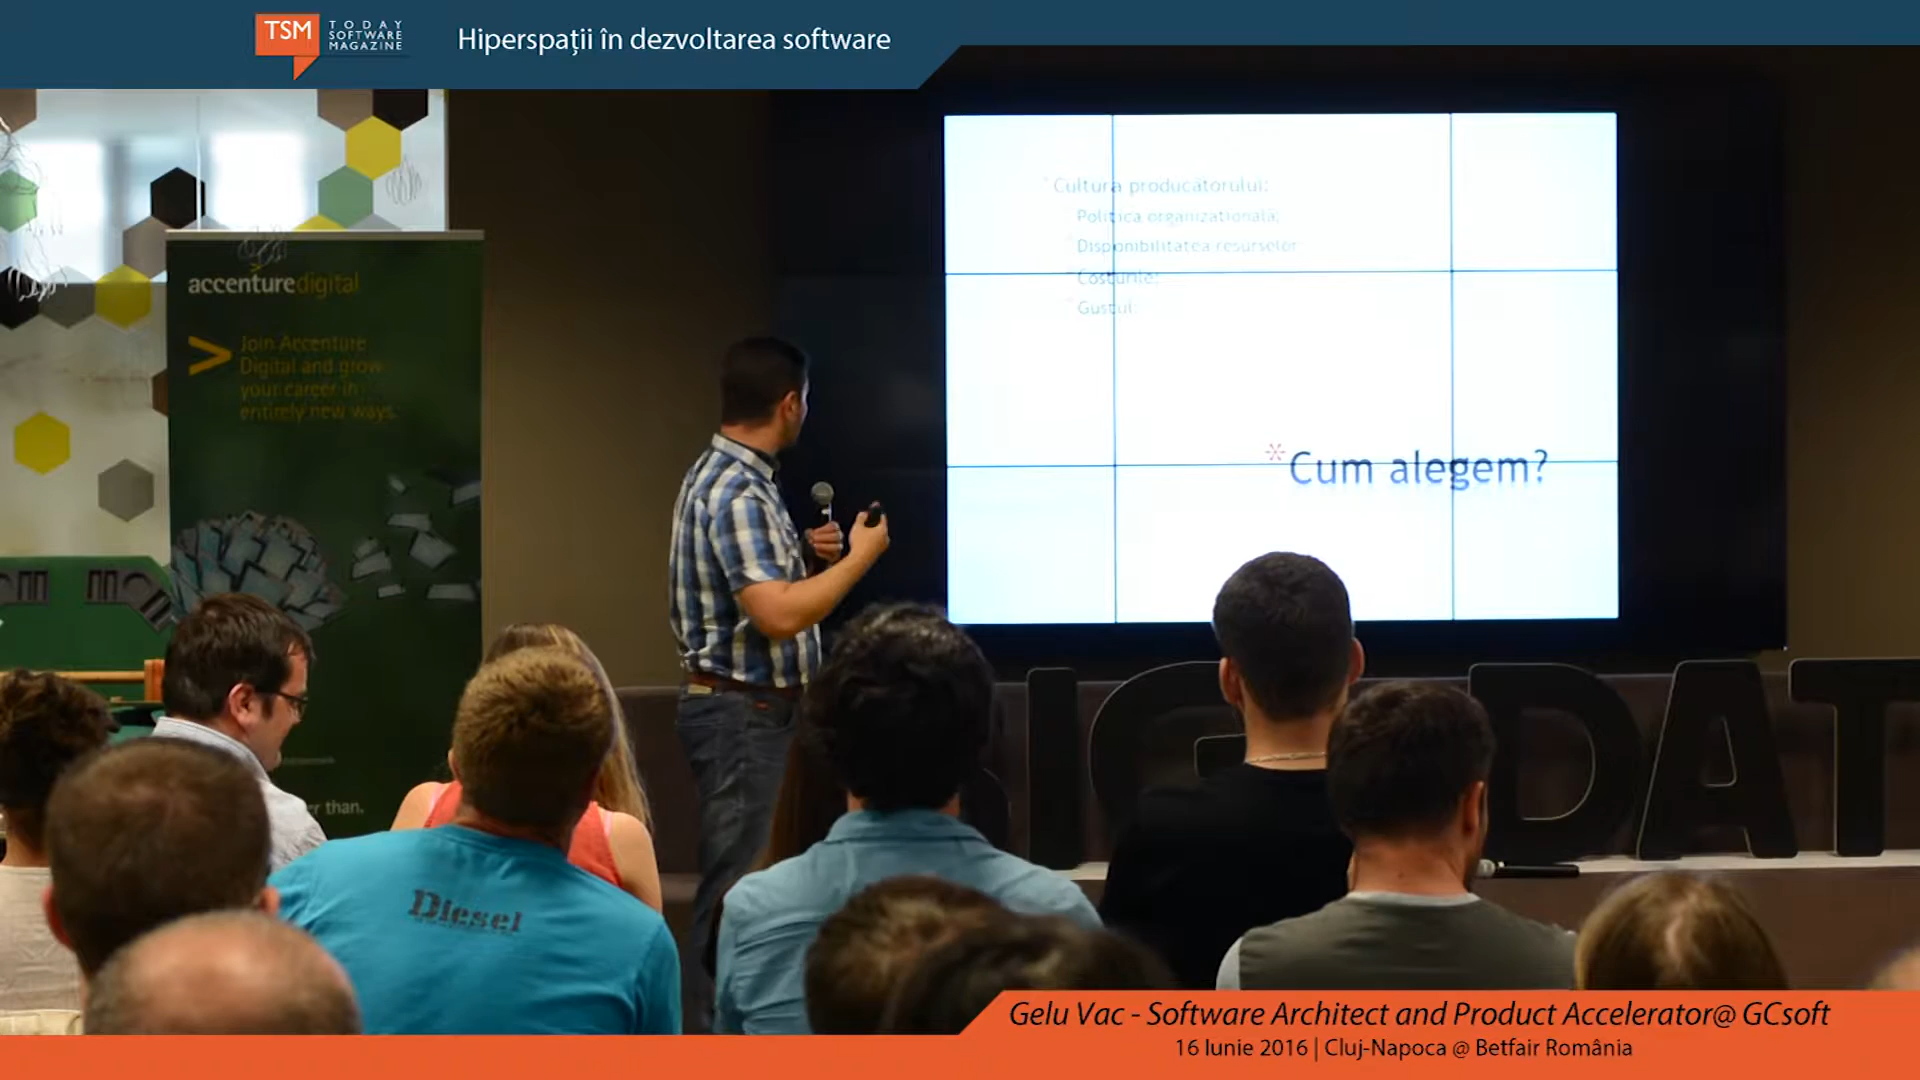 TSM
TODAY
SOFTWARE
MAGAZINE
Hiperspații în dezvoltarea software
* Cultura producătorului:
* Politica organizațională;
* Disponibilitatea resurselor
* Costurile;
* Gustul;
*Cum alegem?
accenturedigital
> Join Accenture
Digital and grow
your career in
entirely new ways.
than.
Diesel
DAT
Gelu Vac - Software Architect and Product Accelerator@ GCsoft
16 Iunie 2016 | Cluj-Napoca @ Betfair România